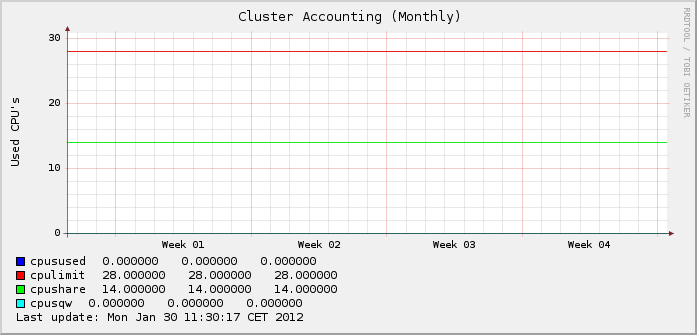 Cluster Accounting (Monthly)
RRDTOOL / TOBI OETIKER
Used CPU's
30
20
10
0
Week 01 Week 02 Week 03 Week 04
cpusused 0.000000 0.000000 0.000000
cpulimit 28.000000 28.000000 28.000000
cpushare 14.000000 14.000000 14.000000
cpusqw 0.000000 0.000000 0.000000
Last update: Mon Jan 30 11:30:17 CET 2012